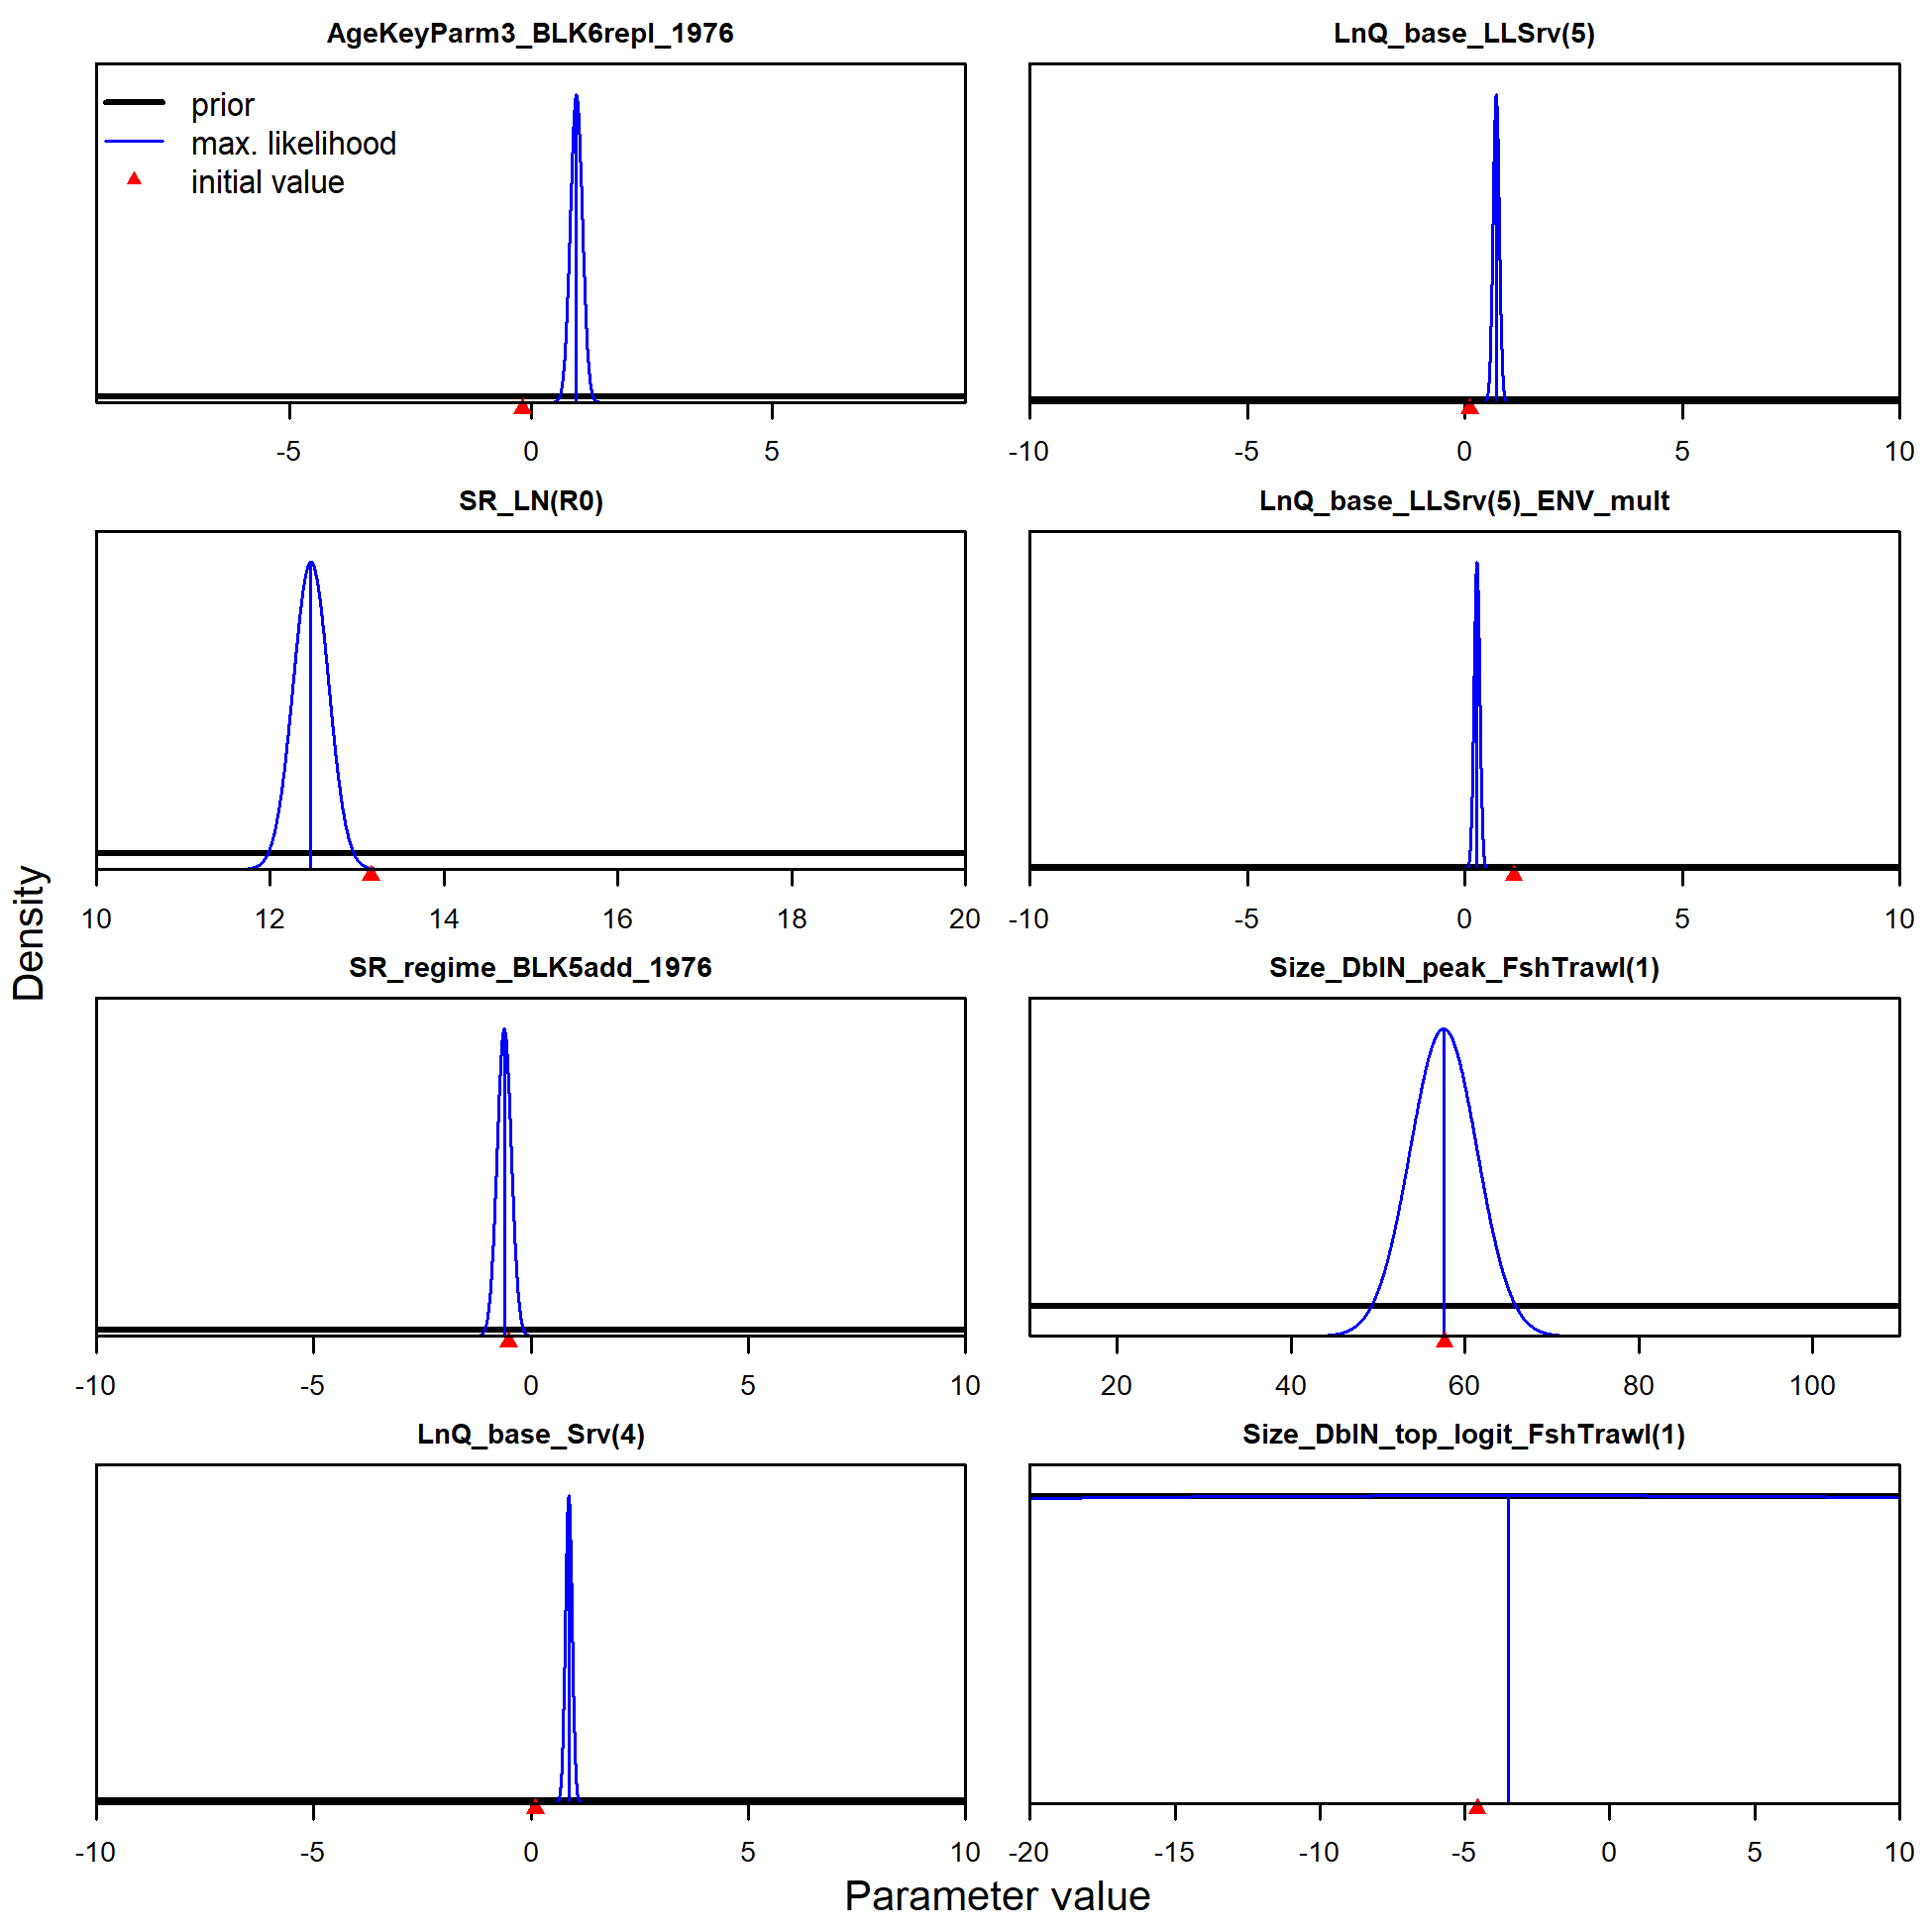 AgeKeyParm3_BLK6repl_1976
prior
max. likelihood
initial value
-5 0 5
LnQ_base_LLSrv(5)
-10 -5 0 5 10
SR_LN(R0)
10 12 14 16 18 20
LnQ_base_LLSrv(5)_ENV_mult
-10 -5 0 5 10
SR_regime_BLK5add_1976
-10 -5 0 5 10
Size_DblN_peak_FshTrawl(1)
20 40 60 80 100
LnQ_base_Srv(4)
-10 -5 0 5 10
Size_DblN_top_logit_FshTrawl(1)
-20 -15 -10 -5 0 5 10
Density
Parameter value